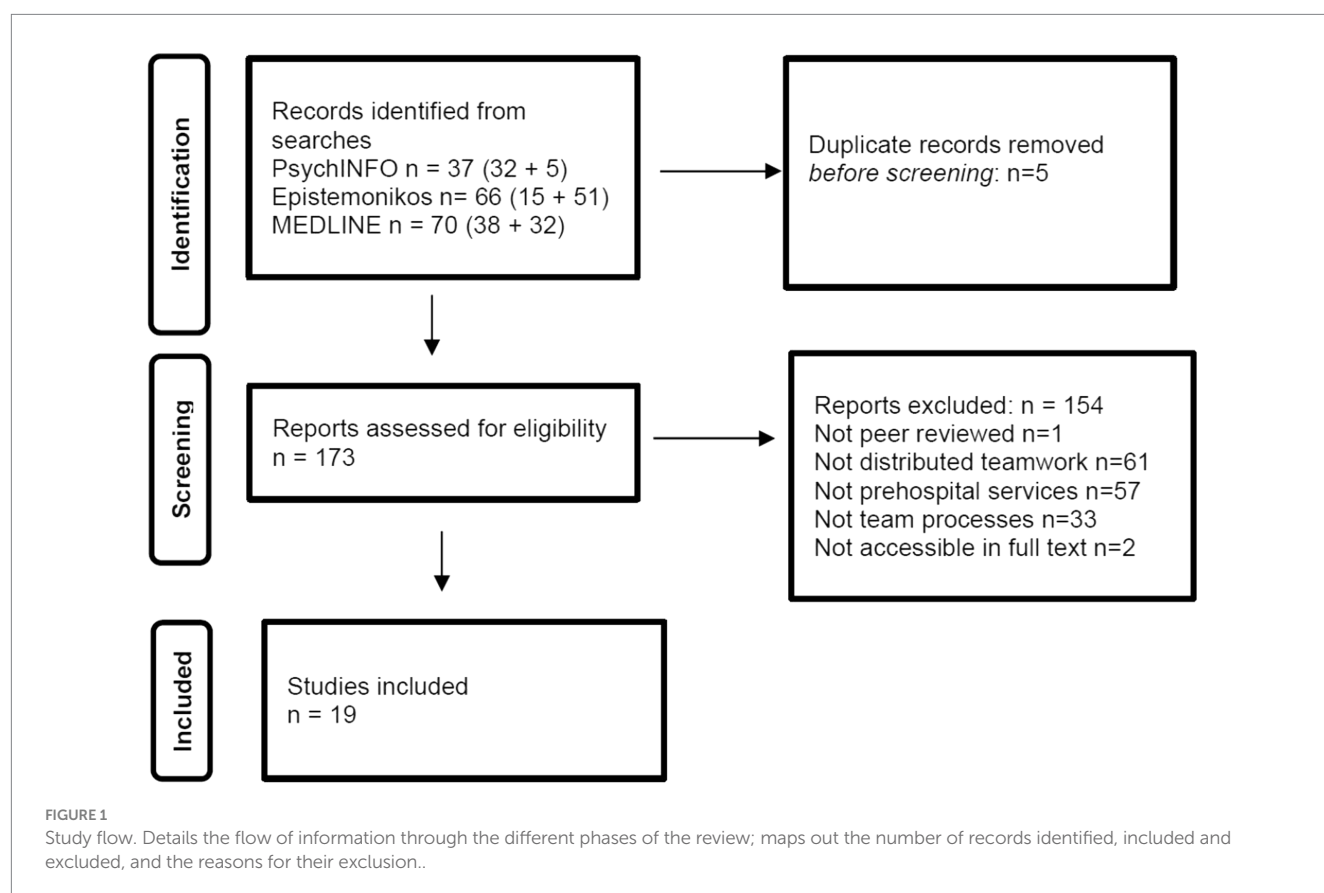 Identification
Records identified from
searches
PsychINFO n = 37 (32 + 5)
Epistemonikos n= 66 (15 + 51)
MEDLINE n = 70 (38 + 32)
Duplicate records removed
before screening: n=5
Screening
Reports assessed for eligibility
n = 173
Reports excluded: n = 154
Not peer reviewed n=1
Not distributed teamwork n=61
Not prehospital services n=57
Not team processes n=33
Not accessible in full text n=2
Included
Studies included
n = 19
FIGURE 1
Study flow. Details the flow of information through the different phases of the review; maps out the number of records identified, included and
excluded, and the reasons for their exclusion..